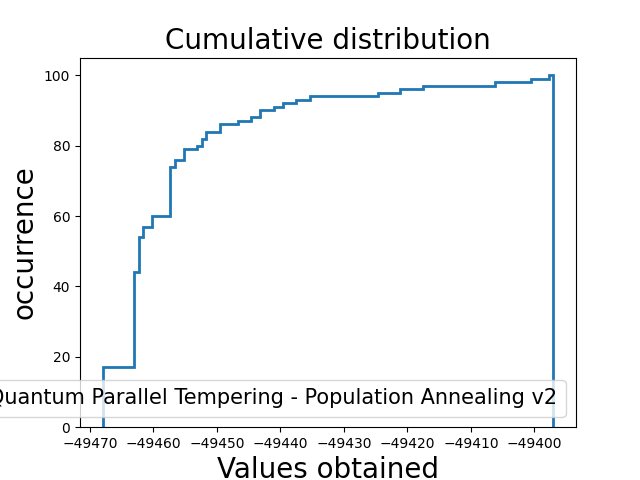 Cumulative distribution
occurrence
100
80
60
40
20
0
Quantum Parallel Tempering - Population Annealing v2
−49470 −49460 −49450 −49440 −49430 −49420 −49410 −49400
Values obtained